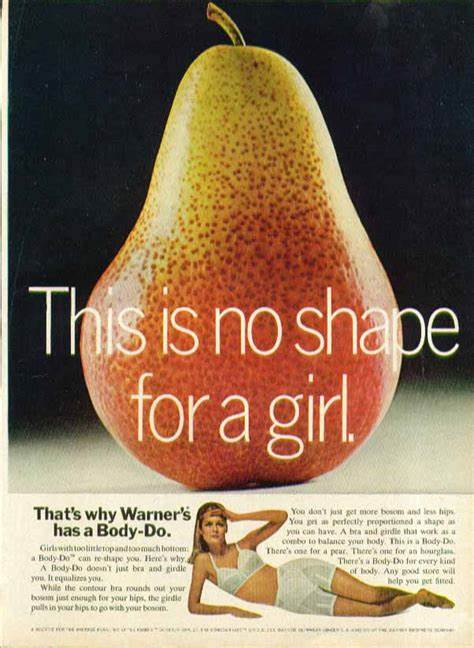 This is no shape
for a girl.
That's why Warner's
has a Body-Do.
Girls with too little top and too much bottom:
a Body-Do™ can re-shape you. Here's why.
A Body-Do doesn't just bra and girdle
you. It equalizes you.
While the contour bra rounds out your
bosom just enough for your hips, the girdle
pulls in your hips to go with your bosom.
You don't just get more bosom and less hips.
You get as perfectly proportioned a shape as
you can have. A bra and girdle that work as a
combo to balance your body. This is a Body-Do.
There's one for a pear. There's one for an hourglass.
There's a Body-Do for every kind
of body. Any good store will
help you get fitted.